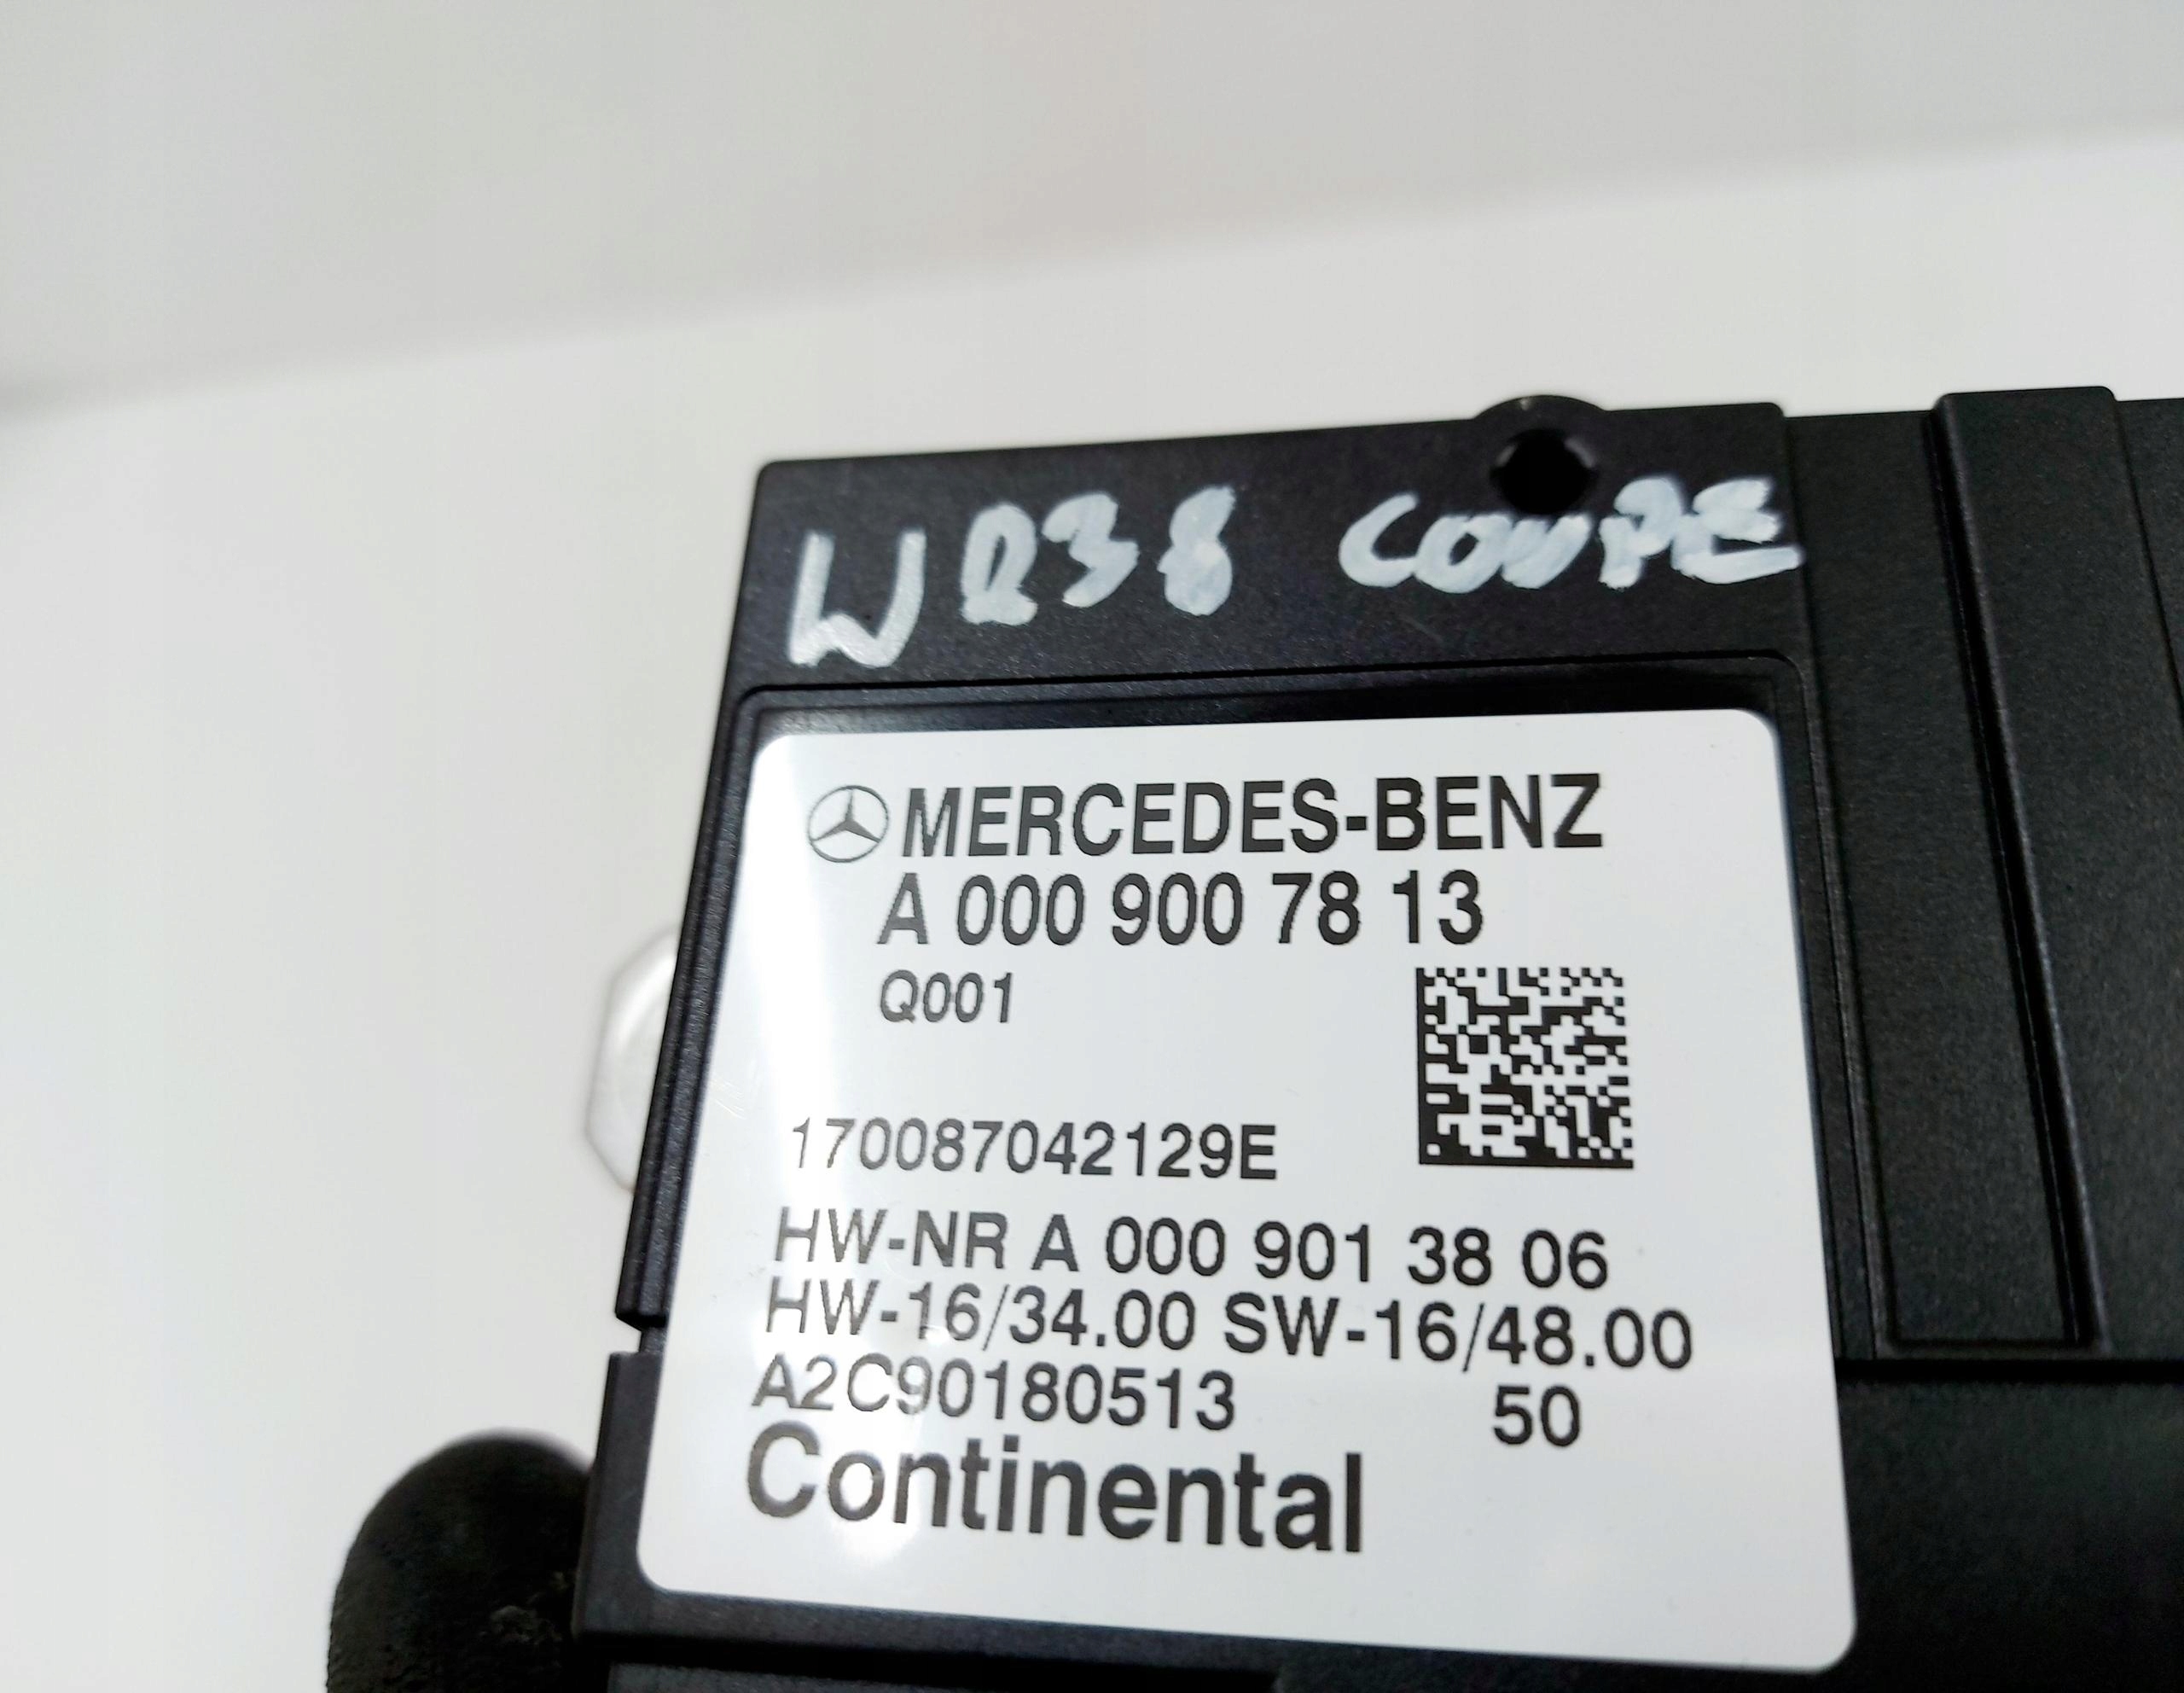 W238 COUPE
MERCEDES-BENZ
A 000 900 78 13
Q001
170087042129E
HW-NR A 000 901 38 06
HW-16/34.00 SW-16/48.00
A2C90180513 50
Continental